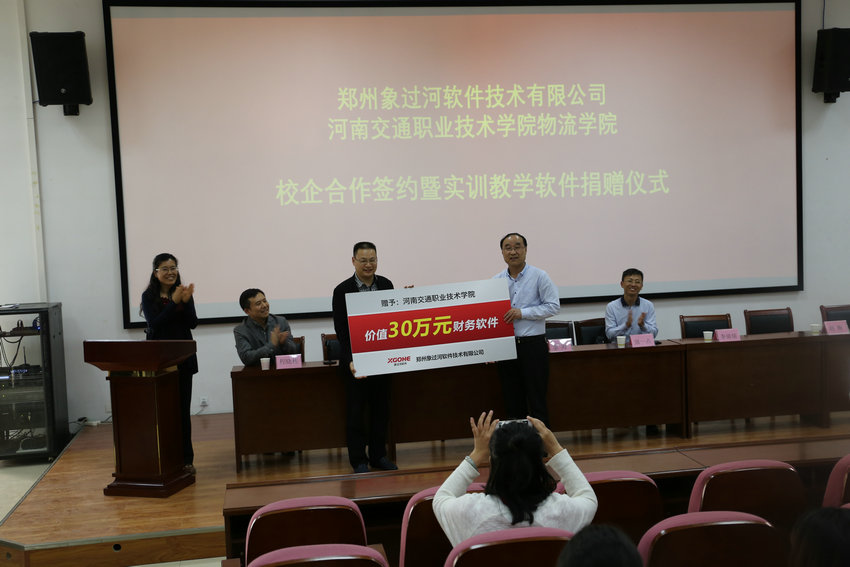 郑州象过河软件技术有限公司
河南交通职业技术学院物流学院
校企合作签约暨实训教学软件捐赠仪式
赠予：河南交通职业技术学院
价值30万元财务软件
XGONE 郑州象过河软件技术有限公司